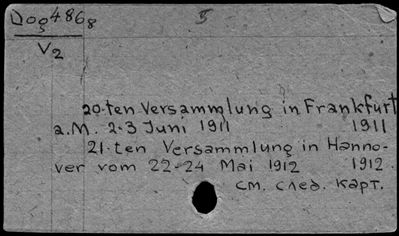 Dog 4868
5
V2
20-ten Versammlung in Frankfurt
a.M. 2-3 Juni 1911 1911
21-ten Versammlung in Hanno-
ver vom 22-24 Mai 1912 1912.
см. след. карт.